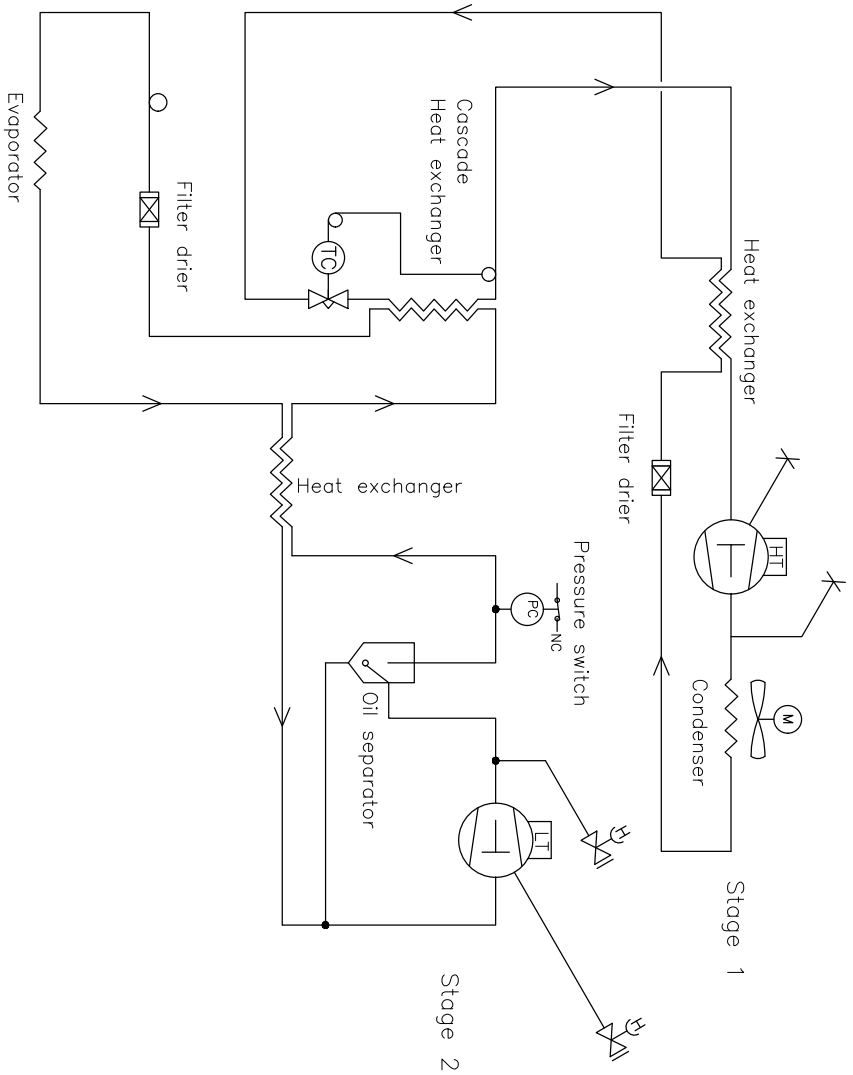 Stage 1
Stage 2
M
Condenser
HT
LT
Pressure switch
NC
PC
Oil separator
Heat exchanger
Filter drier
Heat exchanger
Cascade
Heat exchanger
TC
Filter drier
Evaporator